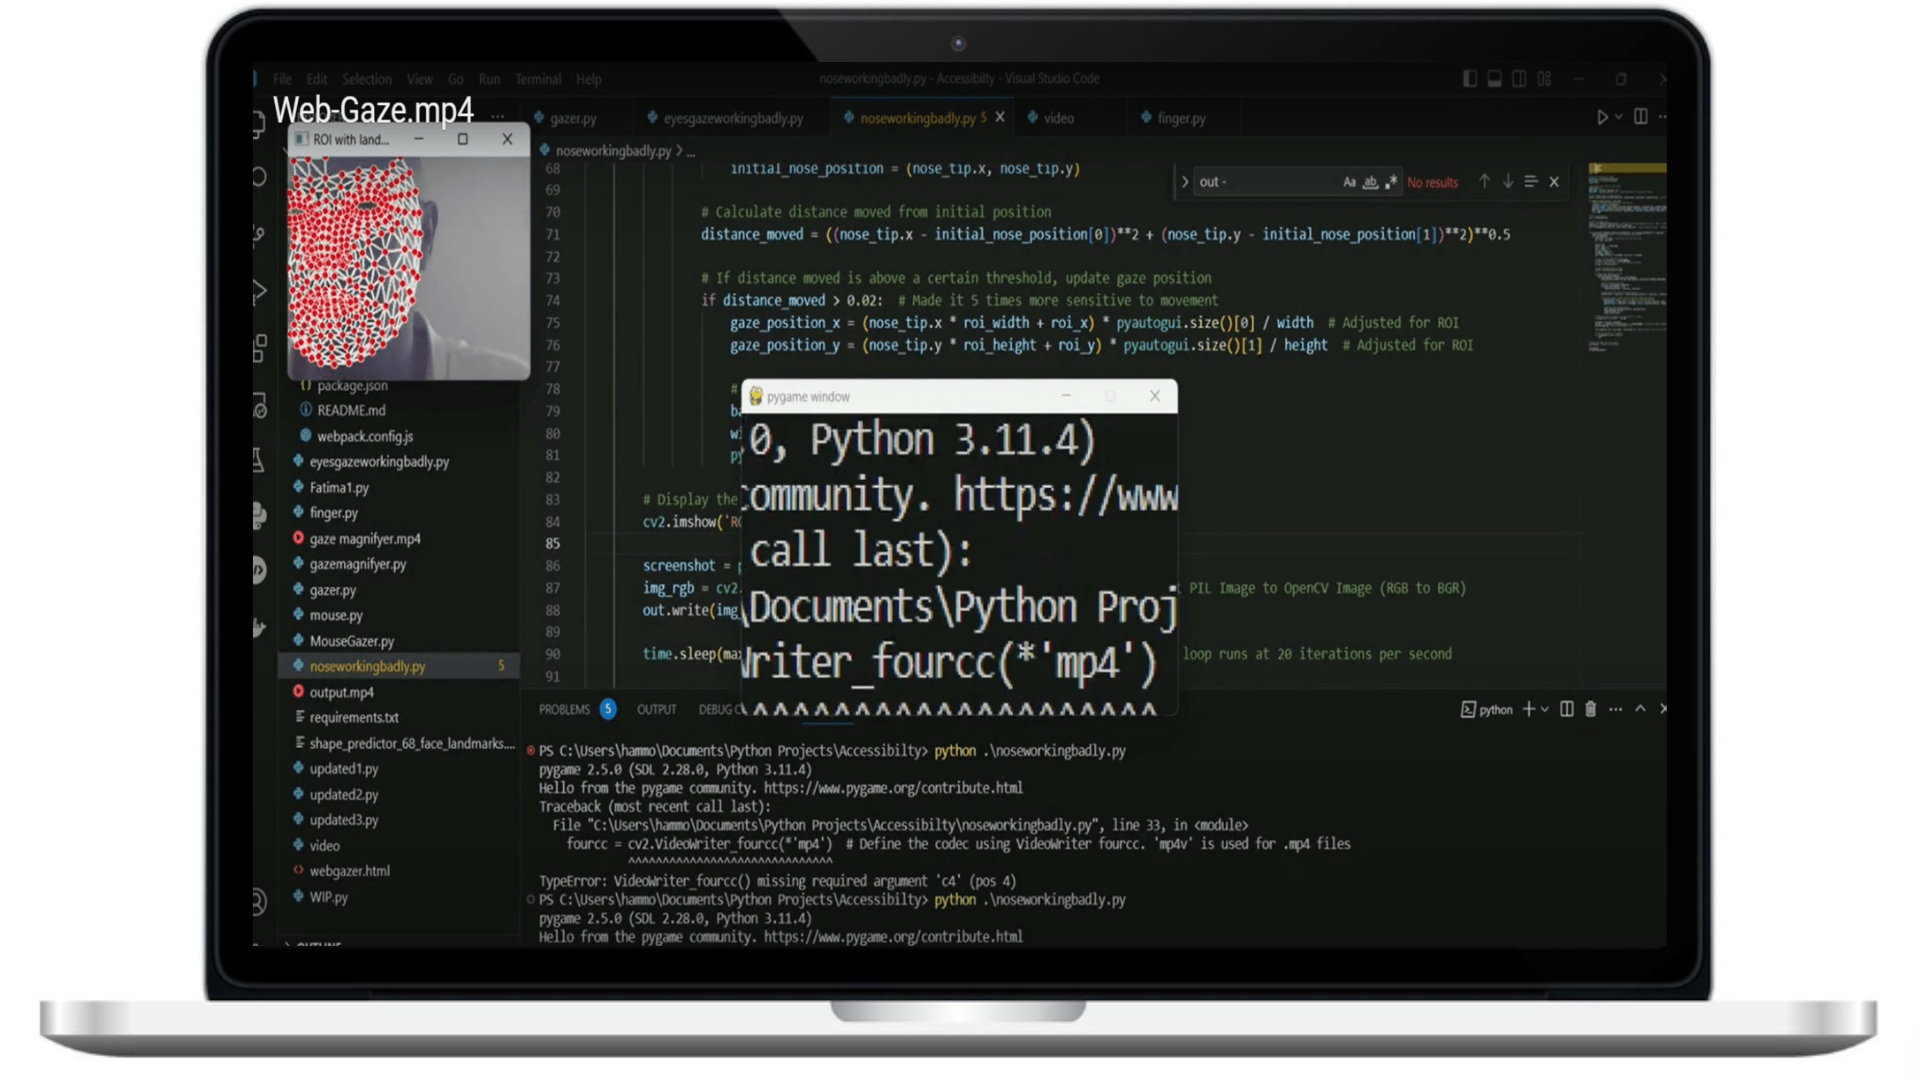 File Edit Selection View Go Run Terminal Help
noseworkingbadly.py - Accessibilty - Visual Studio Code
Web-Gaze.mp4
ROI with land...
gazer.py
eyesgazeworkingbadly.py
noseworkingbadly.py 5
video
finger.py
noseworkingbadly.py > ...
out -
Aa ab
No results
68 initial_nose_position = (nose_tip.x, nose_tip.y)
69
70 # Calculate distance moved from initial position
71 distance_moved = ((nose_tip.x - initial_nose_position[0])**2 + (nose_tip.y - initial_nose_position[1])**2)**0.5
72
73 # If distance moved is above a certain threshold, update gaze position
74 if distance_moved > 0.02: # Made it 5 times more sensitive to movement
75 gaze_position_x = (nose_tip.x * roi_width + roi_x) * pyautogui.size()[0] / width # Adjusted for ROI
76 gaze_position_y = (nose_tip.y * roi_height + roi_y) * pyautogui.size()[1] / height # Adjusted for ROI
77
78 #
79 ba
80 wi
81 py
82
83 # Display the
84 cv2.imshow('RO
85
86 screenshot =
87 img_rgb = cv2. PIL Image to OpenCV Image (RGB to BGR)
88 out.write(img_
89
90 time.sleep(max loop runs at 20 iterations per second
91
pygame window
0, Python 3.11.4)
community. https://www
call last):
\Documents\Python Proj
Writer_fourcc(*'mp4')
^^^^^^^^^^^^^^^^^^^^
package.json
README.md
webpack.config.js
eyesgazeworkingbadly.py
Fatima1.py
finger.py
gaze magnifyer.mp4
gazemagnifyer.py
gazer.py
mouse.py
MouseGazer.py
noseworkingbadly.py 5
output.mp4
requirements.txt
shape_predictor_68_face_landmarks....
updated1.py
updated2.py
updated3.py
video
webgazer.html
WIP.py
OUTLINE
PROBLEMS 5 OUTPUT DEBUG C
python
PS C:\Users\hammo\Documents\Python Projects\Accessibilty> python .\noseworkingbadly.py
pygame 2.5.0 (SDL 2.28.0, Python 3.11.4)
Hello from the pygame community. https://www.pygame.org/contribute.html
Traceback (most recent call last):
File "C:\Users\hammo\Documents\Python Projects\Accessibilty\noseworkingbadly.py", line 33, in <module>
fourcc = cv2.VideoWriter_fourcc(*'mp4') # Define the codec using VideoWriter fourcc. 'mp4v' is used for .mp4 files
^^^^^^^^^^^^^^^^^^^^^^^^^^^^^
TypeError: VideoWriter_fourcc() missing required argument 'c4' (pos 4)
PS C:\Users\hammo\Documents\Python Projects\Accessibilty> python .\noseworkingbadly.py
pygame 2.5.0 (SDL 2.28.0, Python 3.11.4)
Hello from the pygame community. https://www.pygame.org/contribute.html